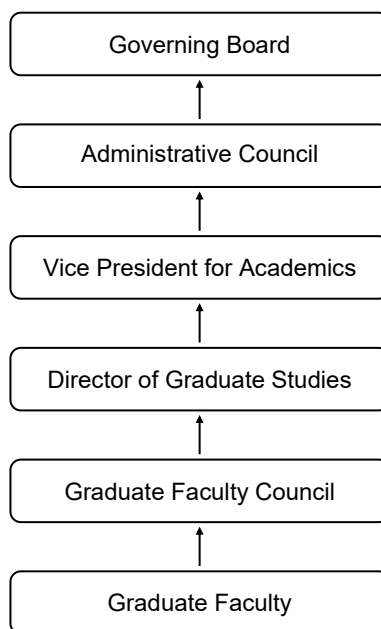 Governing Board
Administrative Council
Vice President for Academics
Director of Graduate Studies
Graduate Faculty Council
Graduate Faculty